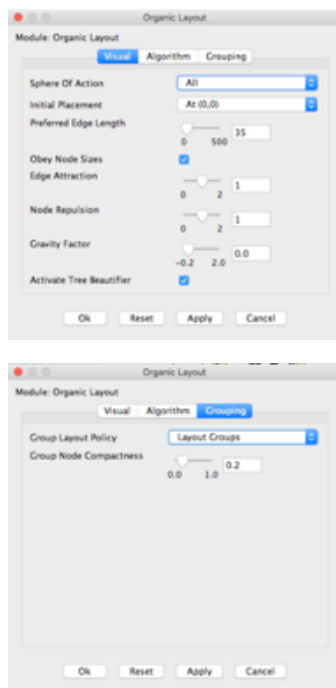 Organic Layout
Module: Organic Layout
Visual Algorithm Grouping
Sphere Of Action All
Initial Placement At (0,0)
Preferred Edge Length 35
0 500
Obey Node Sizes
Edge Attraction 1
0 2
Node Repulsion 1
0 2
Gravity Factor 0.0
-0.2 2.0
Activate Tree Beautifier
Ok Reset Apply Cancel
Organic Layout
Module: Organic Layout
Visual Algorithm Grouping
Group Layout Policy Layout Groups
Group Node Compactness 0.2
0.0 1.0
Ok Reset Apply Cancel